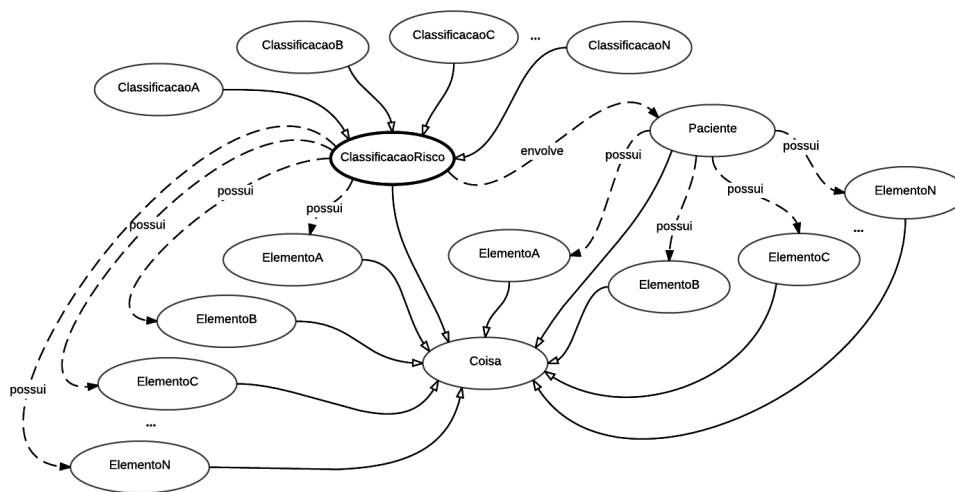 ClassificacaoA
ClassificacaoB
ClassificacaoC
...
ClassificacaoN
ClassificacaoRisco
envolve
Paciente
possui
possui
possui
possui
ElementoN
...
possui
possui
possui
possui
ElementoA
ElementoA
ElementoB
ElementoC
ElementoB
Coisa
ElementoC
...
ElementoN